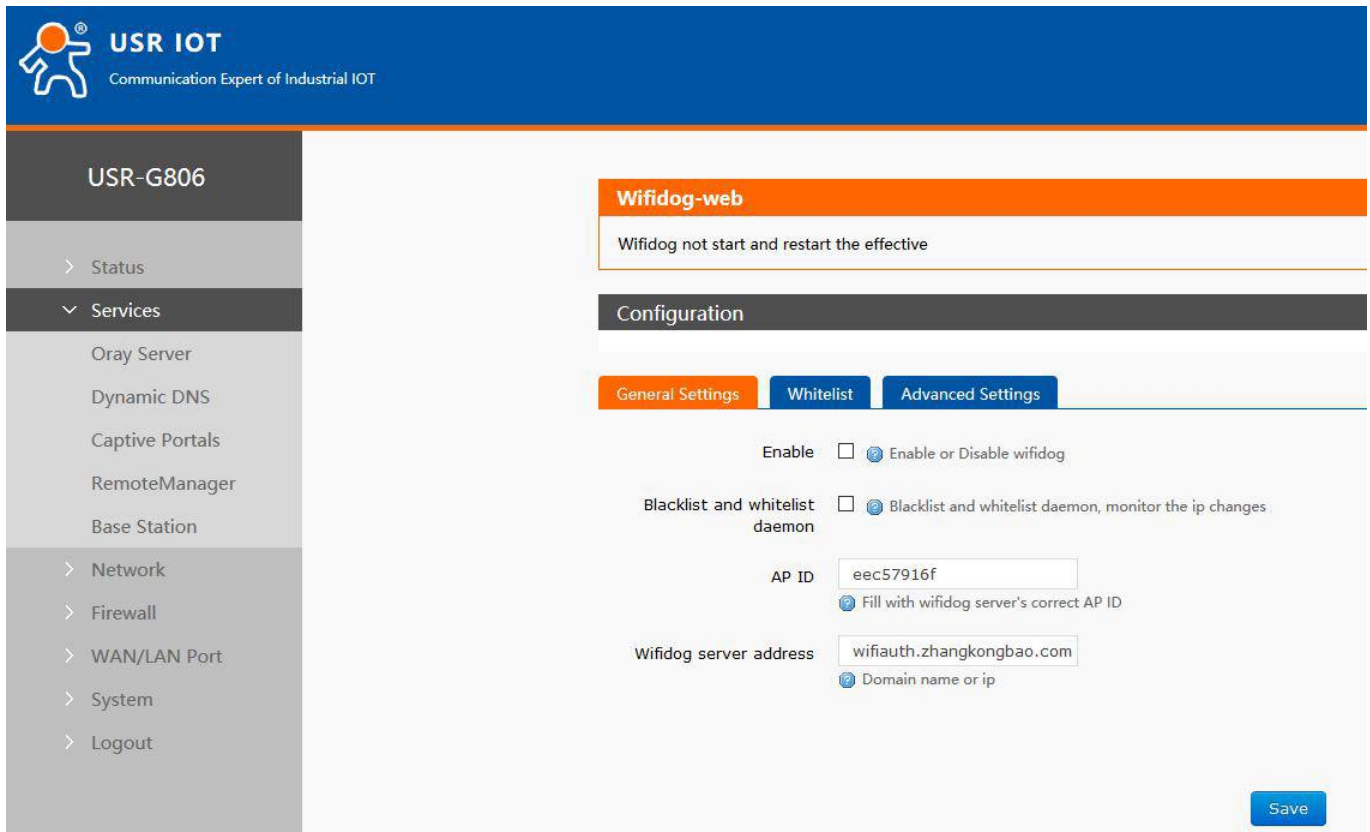 ®
USR IOT
Communication Expert of Industrial IOT
USR-G806
Status
Services
Oray Server
Dynamic DNS
Captive Portals
RemoteManager
Base Station
Network
Firewall
WAN/LAN Port
System
Logout
Wifidog-web
Wifidog not start and restart the effective
Configuration
General Settings Whitelist Advanced Settings
Enable Enable or Disable wifidog
Blacklist and whitelist Blacklist and whitelist daemon, monitor the ip changes
daemon
AP ID eec57916f
Fill with wifidog server's correct AP ID
Wifidog server address wifiauth.zhangkongbao.com
Domain name or ip
Save